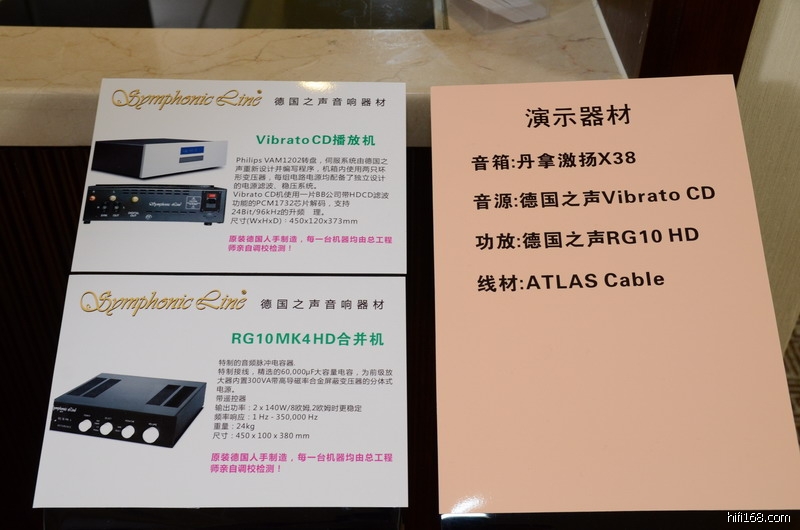 Symphonic Line 德国之声音响器材
VibratoCD播放机
Philips VAM1202转盘，伺服系统由德国之
声重新设计并编写程序，机箱内使用两只环
形变压器，每组电路电源均配备了独立设计
的电源滤波、稳压系统。
Vibrato CD机使用一片BB公司带HDCD滤波
功能的PCM1732芯片解码，支持
24Bit/96kHz的升频 理。
尺寸(WxHxD)：450x120x373mm
原装德国人手制造，每一台机器均由总工程
师亲自调校检测！
Symphonic Line 德国之声音响器材
RG10MK4HD合并机
特制的音频脉冲电容器.
特制接线，精选的60,000μF大容量电容，为前级放
大器内置300VA带高导磁率合金屏蔽变压器的分体式
电源。
带遥控器
输出功率：2 x 140W/8欧姆,2欧姆时更稳定
频率响应：1 Hz - 350,000 Hz
重量：24kg
尺寸：450 x 100 x 380 mm
原装德国人手制造，每一台机器均由总工程
师亲自调校检测！
演示器材
音箱:丹拿激扬X38
音源:德国之声Vibrato CD
功放:德国之声RG10 HD
线材:ATLAS Cable
hifi168.com